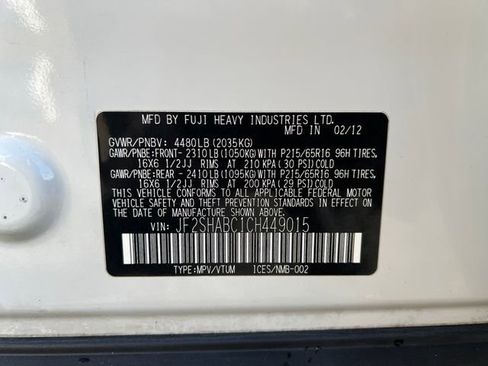 MFD BY FUJI HEAVY INDUSTRIES LTD.
MFD IN 02/12
GVWR/PNBV: 4480LB(2035KG)
GAWR/PNBE:FRONT-2310LB(1050KG)WITH P215/65R16 96H TIRES,
16X6 1/2JJ RIMS AT 210 KPA(30 PSI)COLD
GAWR/PNBE:REAR -2410LB(1095KG)WITH P215/65R16 96H TIRES,
16X6 1/2JJ RIMS AT 200 KPA(29 PSI)COLD
THIS VEHICLE CONFORMS TO ALL APPLICABLE FEDERAL MOTOR
VEHICLE SAFETY AND THEFT PREVENTION STANDARDS IN
EFFECT ON THE DATE OF MANUFACTURE SHOWN ABOVE.
VIN: JF2SHABC1CH449015
TYPE:MPV/VTUM ICES/NMB-002